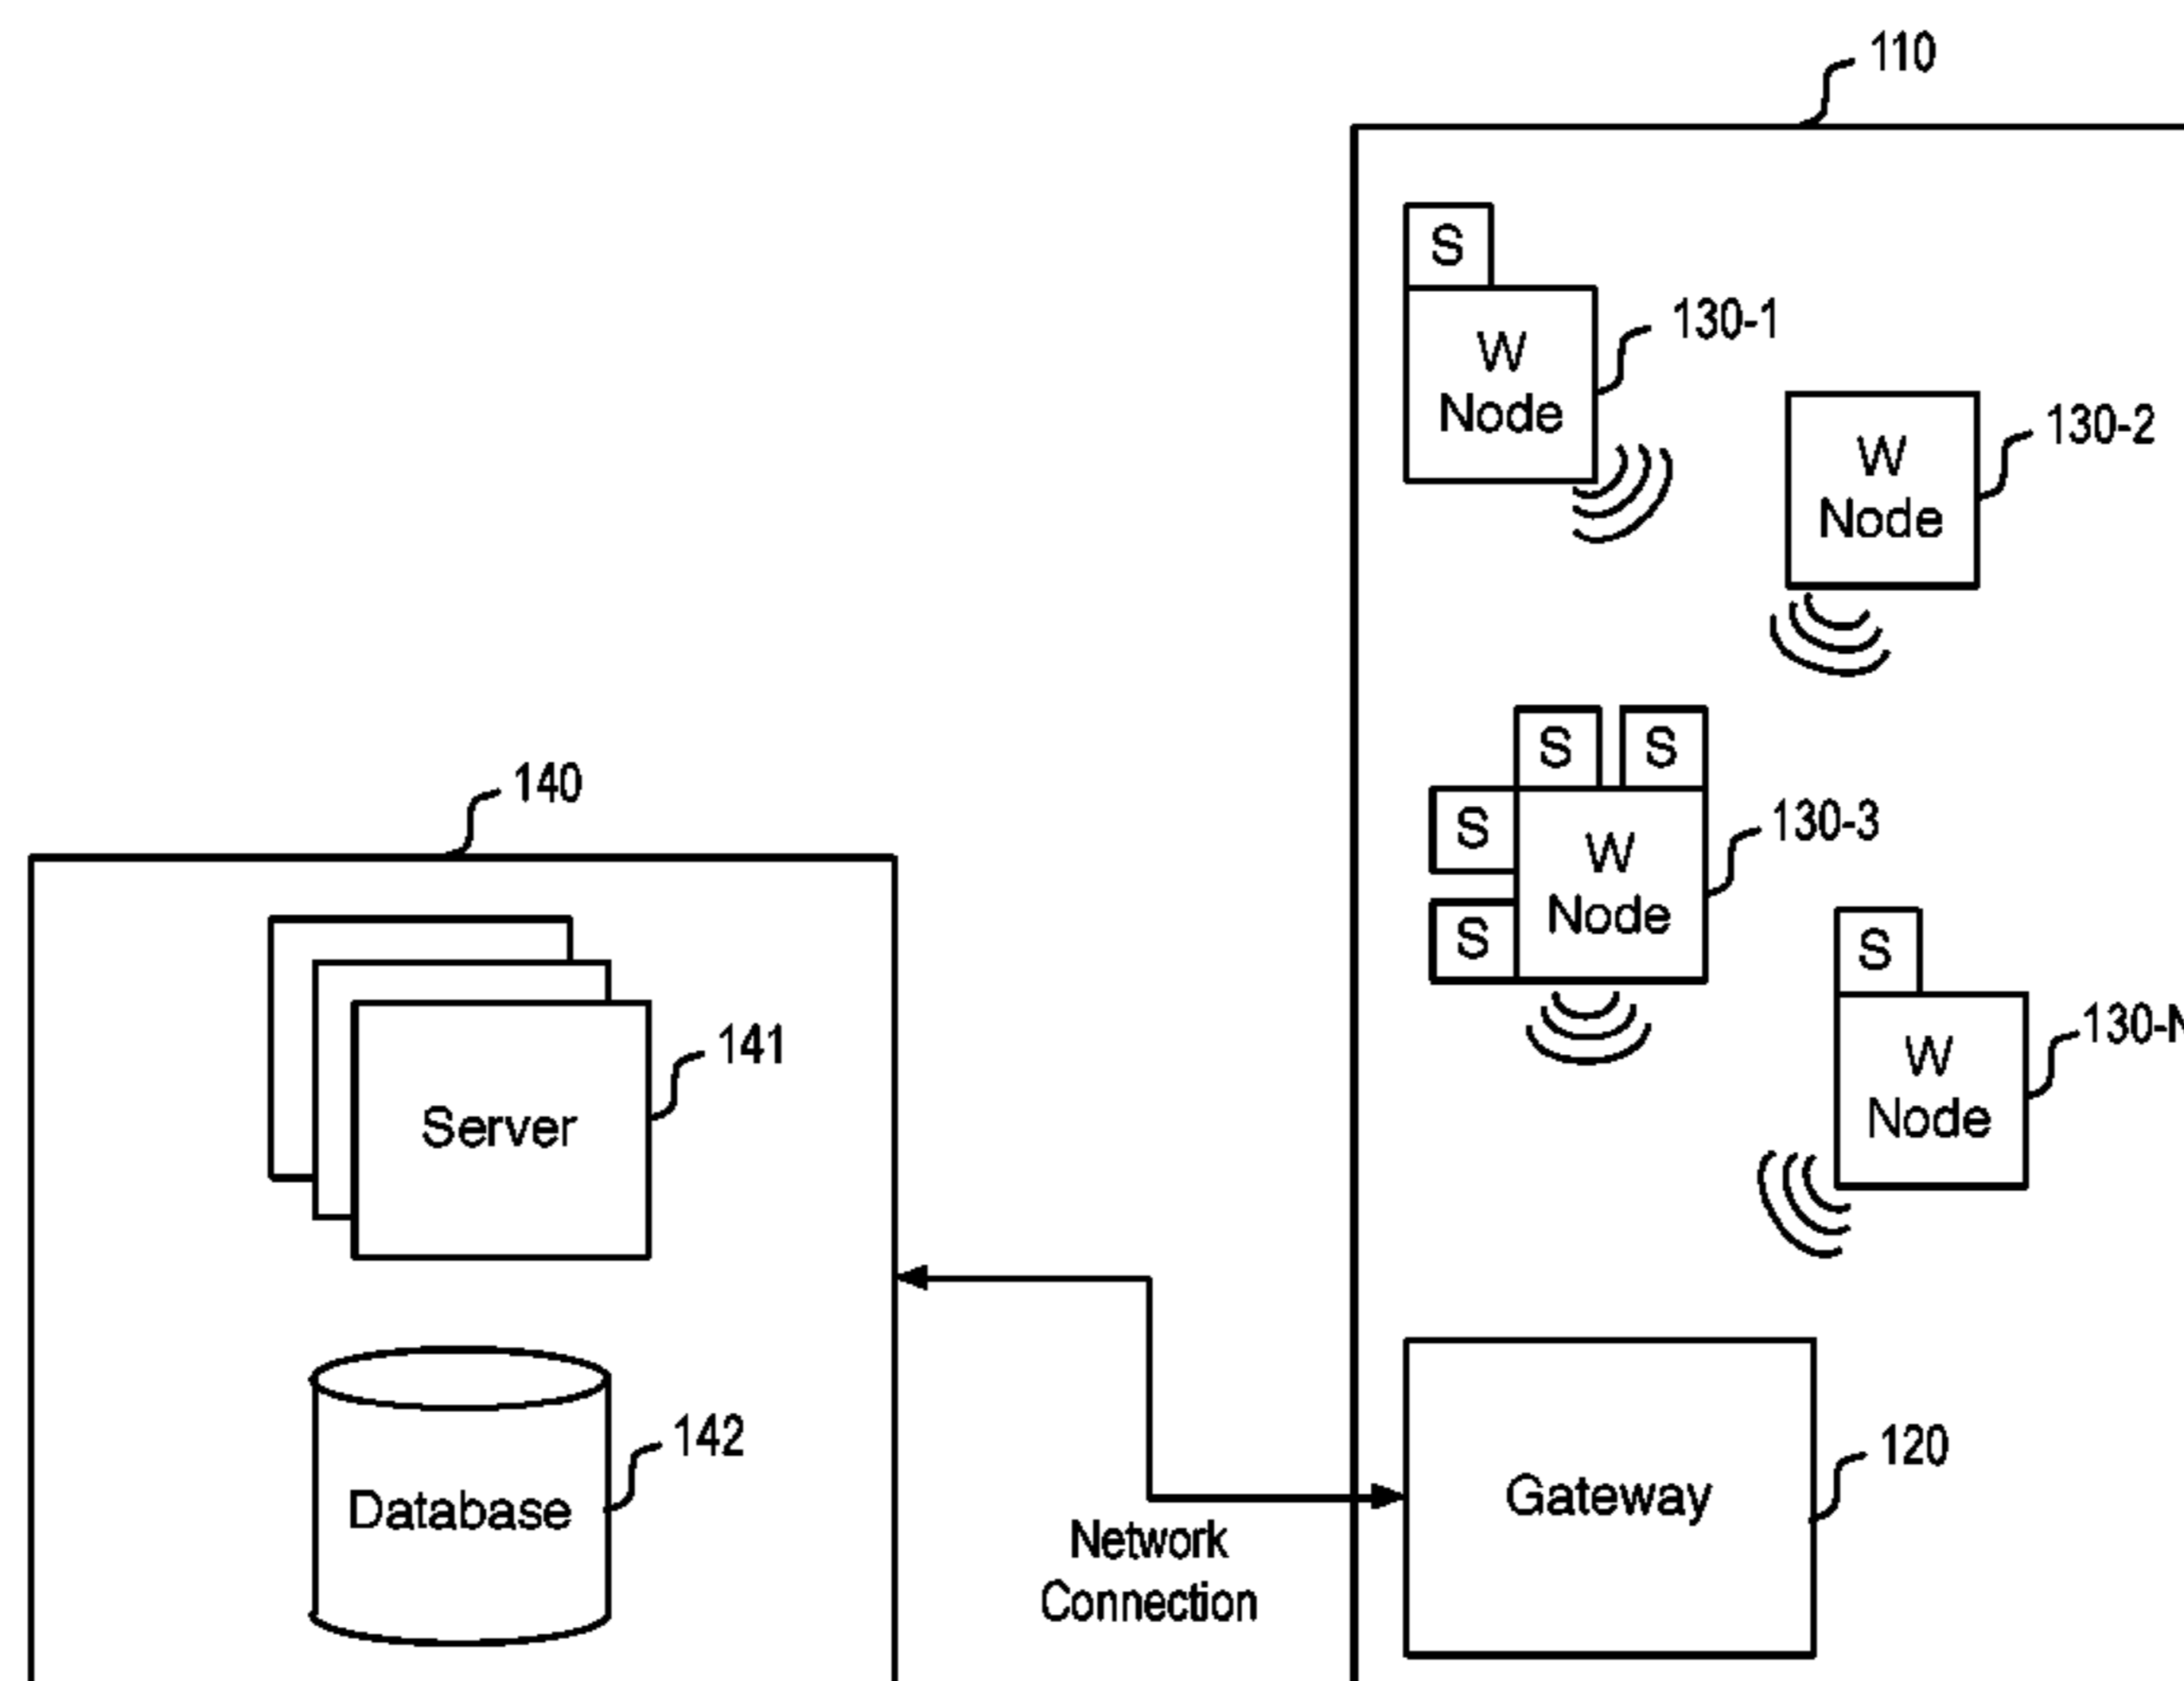 110
S
W
Node
130-1
W
Node
130-2
S S
S
S
W
Node
130-3
S
W
Node
130-N
140
Server
141
Database
142
Network
Connection
Gateway
120